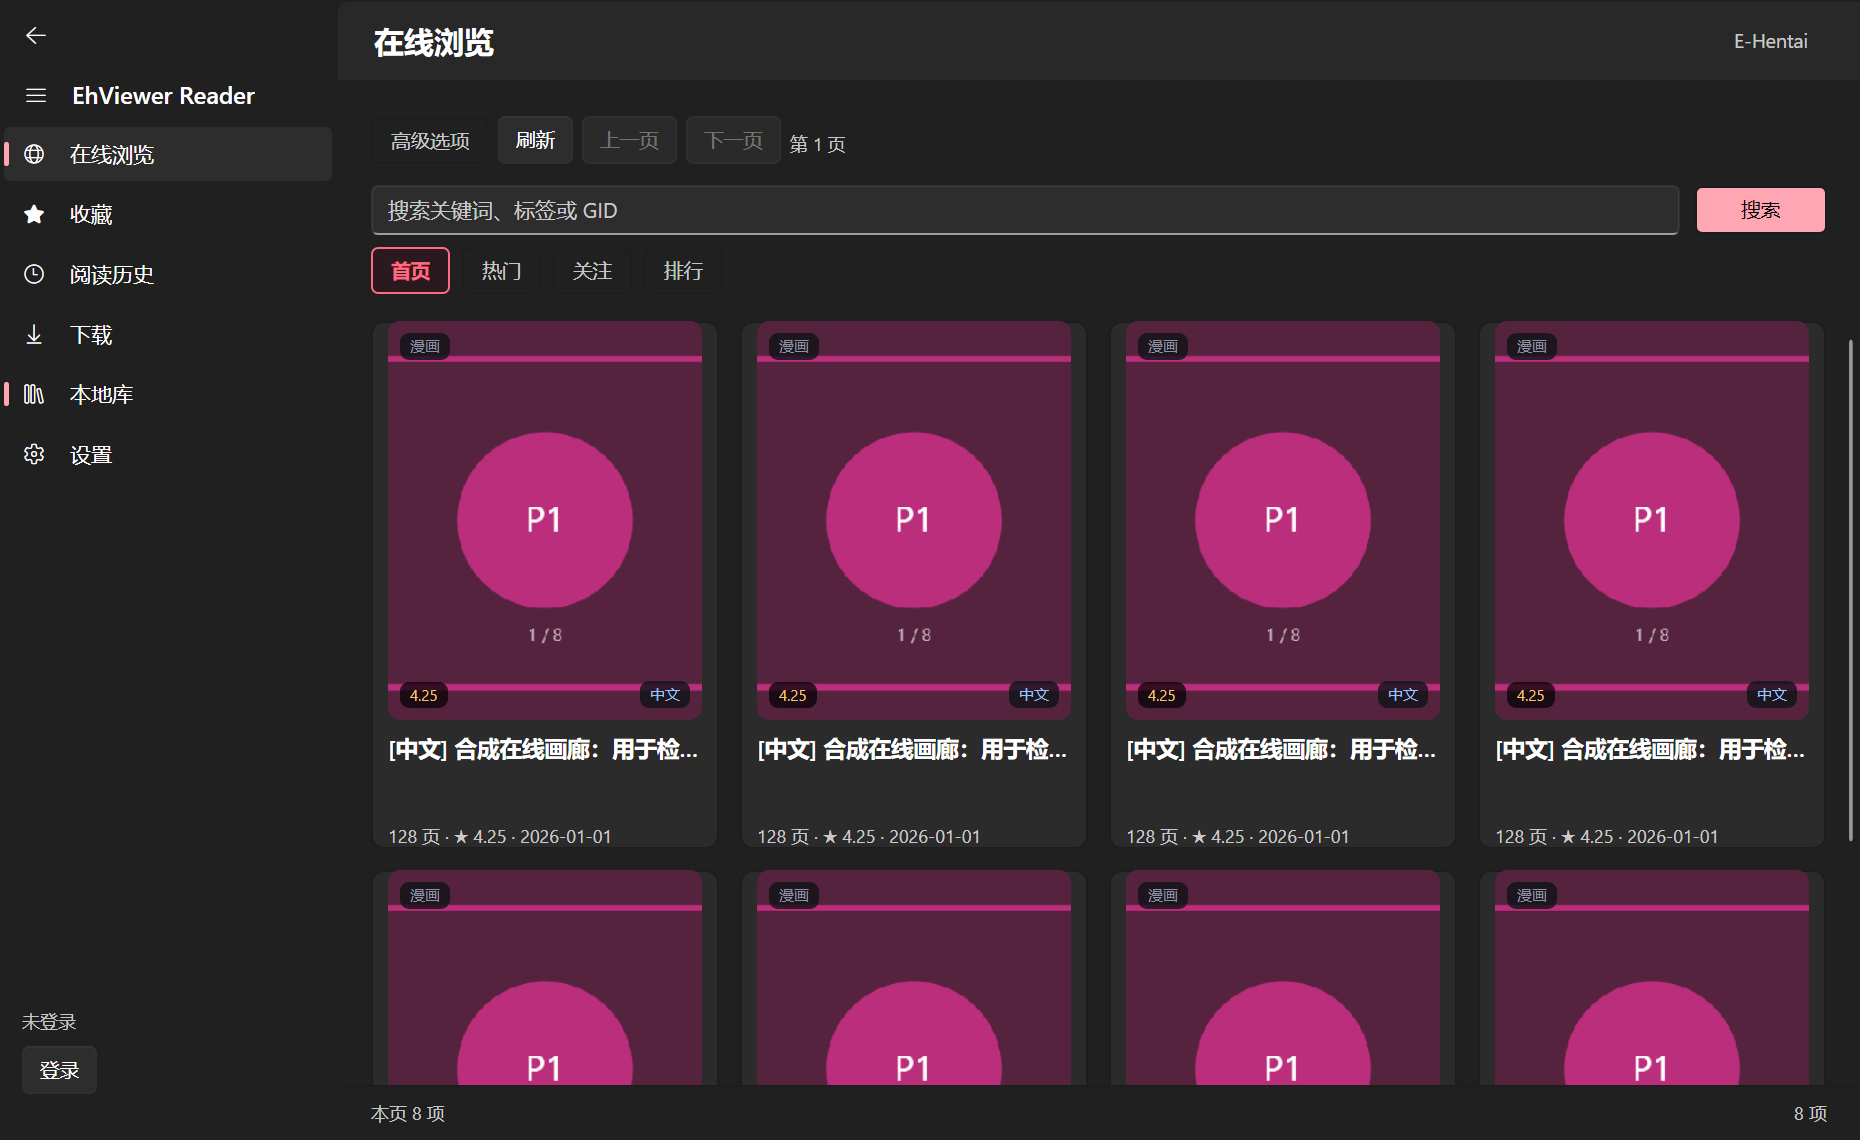 EhViewer Reader
在线浏览
收藏
阅读历史
下载
本地库
设置
未登录
登录
在线浏览
E-Hentai
高级选项 刷新 上一页 下一页 第 1 页
搜索关键词、标签或 GID
搜索
首页 热门 关注 排行
漫画
P1
1 / 8
4.25 中文
[中文] 合成在线画廊：用于检...
128 页 · ★ 4.25 · 2026-01-01
漫画
P1
1 / 8
4.25 中文
[中文] 合成在线画廊：用于检...
128 页 · ★ 4.25 · 2026-01-01
漫画
P1
1 / 8
4.25 中文
[中文] 合成在线画廊：用于检...
128 页 · ★ 4.25 · 2026-01-01
漫画
P1
1 / 8
4.25 中文
[中文] 合成在线画廊：用于检...
128 页 · ★ 4.25 · 2026-01-01
漫画
P1
漫画
P1
漫画
P1
漫画
P1
本页 8 项
8 项